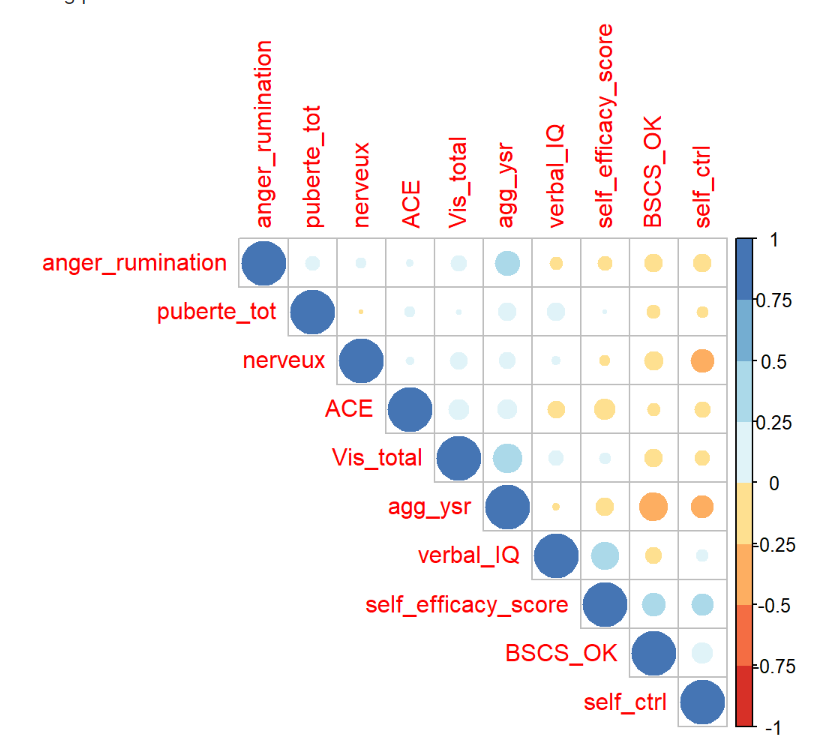 anger_rumination
puberte_tot
nerveux
ACE
Vis_total
agg_ysr
verbal_IQ
self_efficacy_score
BSCS_OK
self_ctrl
anger_rumination
puberte_tot
nerveux
ACE
Vis_total
agg_ysr
verbal_IQ
self_efficacy_score
BSCS_OK
self_ctrl
1
0.75
0.5
0.25
0
-0.25
-0.5
-0.75
-1